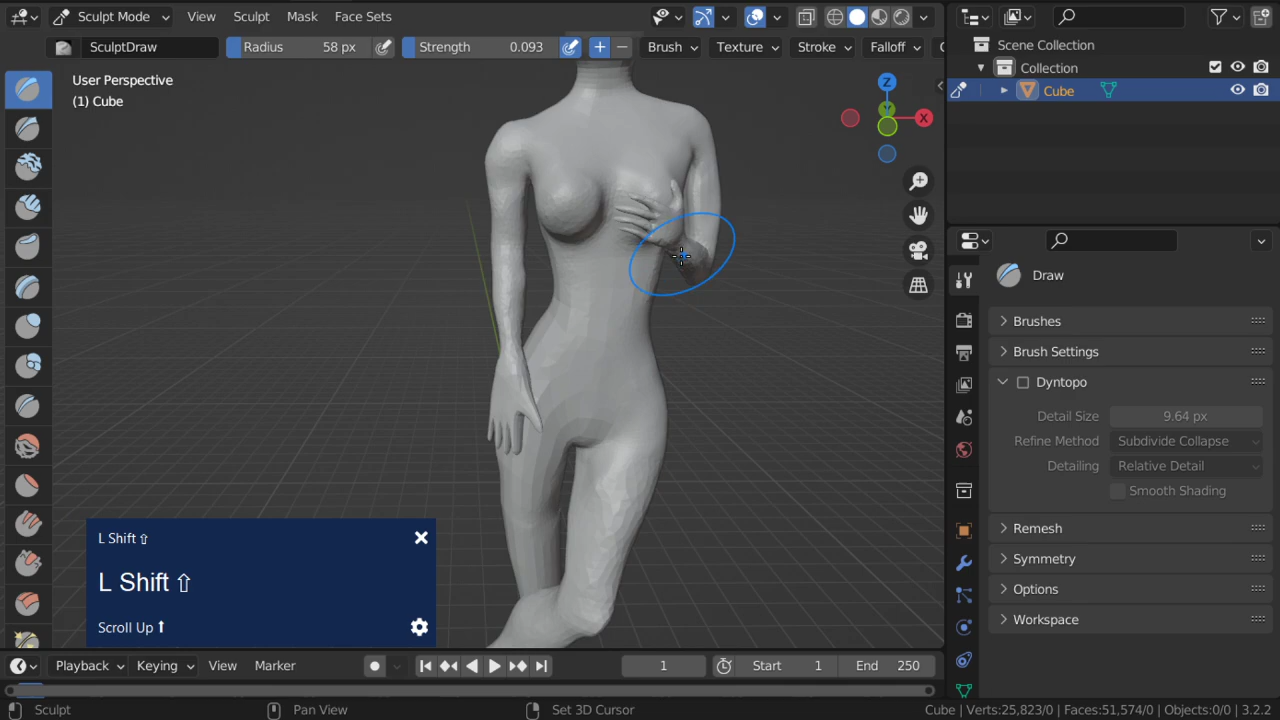 Sculpt Mode View Sculpt Mask Face Sets
SculptDraw Radius 58 px Strength 0.093 Brush Texture Stroke Falloff
User Perspective
(1) Cube
Z
Y
X
Scene Collection
Collection
Cube
Draw
Brushes
Brush Settings
Dyntopo
Detail Size 9.64 px
Refine Method Subdivide Collapse
Detailing Relative Detail
Smooth Shading
Remesh
Symmetry
Options
Workspace
L Shift ⇧
L Shift ⇧
Scroll Up
Playback Keying View Marker 1 Start 1 End 250
Sculpt Pan View Set 3D Cursor Cube | Verts:25,823/0 | Faces:51,574/0 | Objects:0/0 | 3.2.2